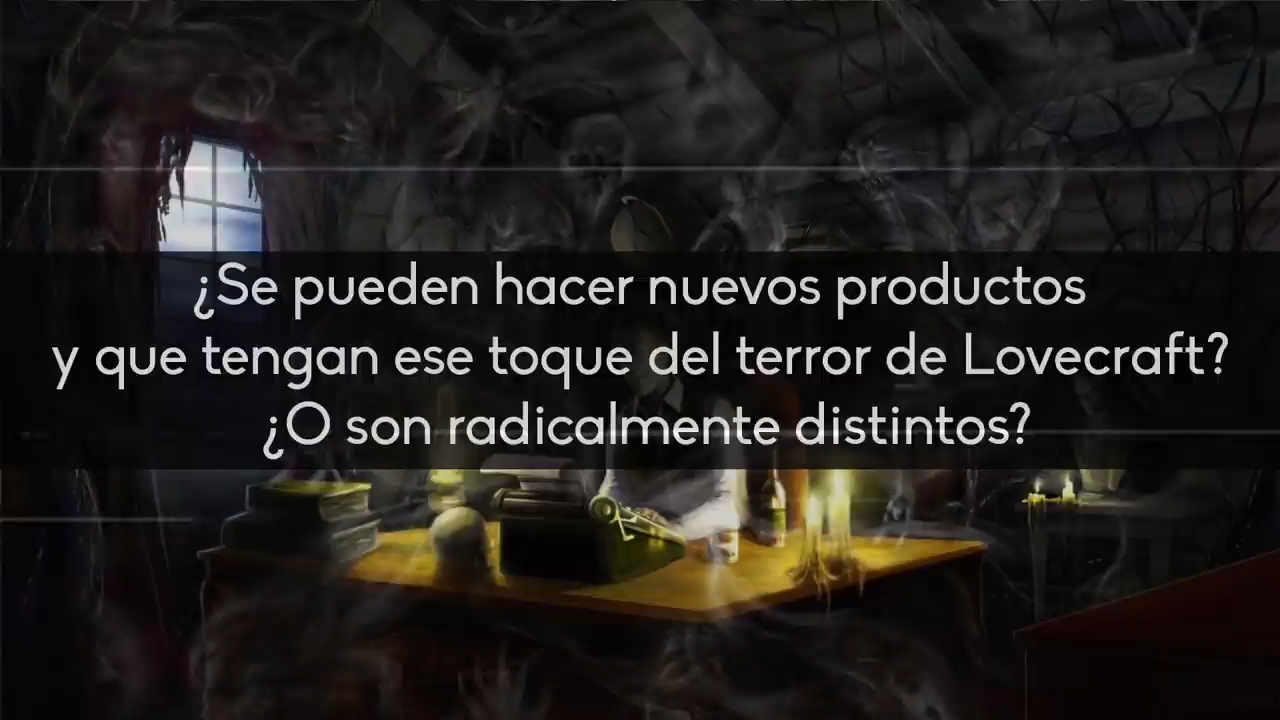 ¿Se pueden hacer nuevos productos
y que tengan ese toque del terror de Lovecraft?
¿O son radicalmente distintos?